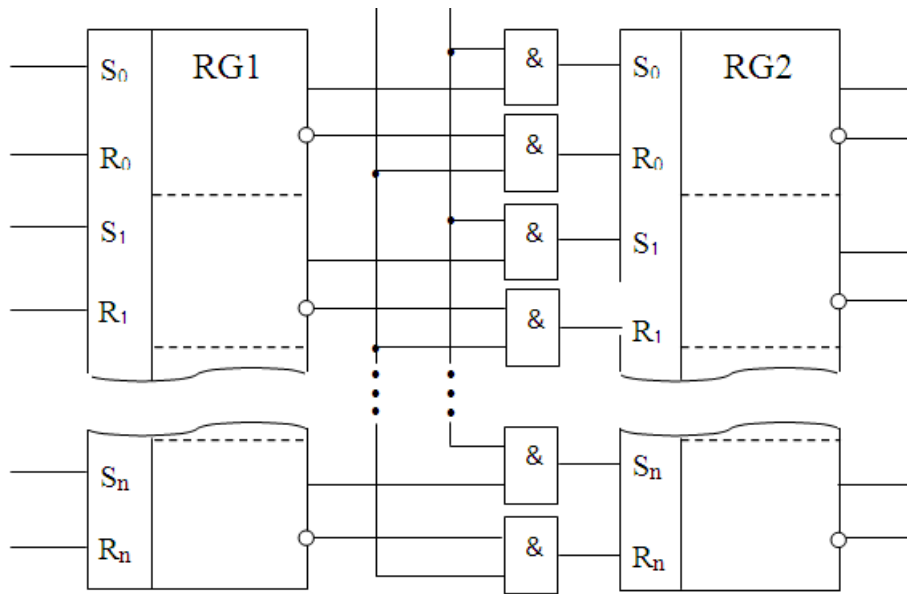 S₀ RG1 & S₀ RG2
R₀ & R₀
S₁ & S₁
R₁ & R₁
Sₙ & Sₙ
Rₙ & Rₙ